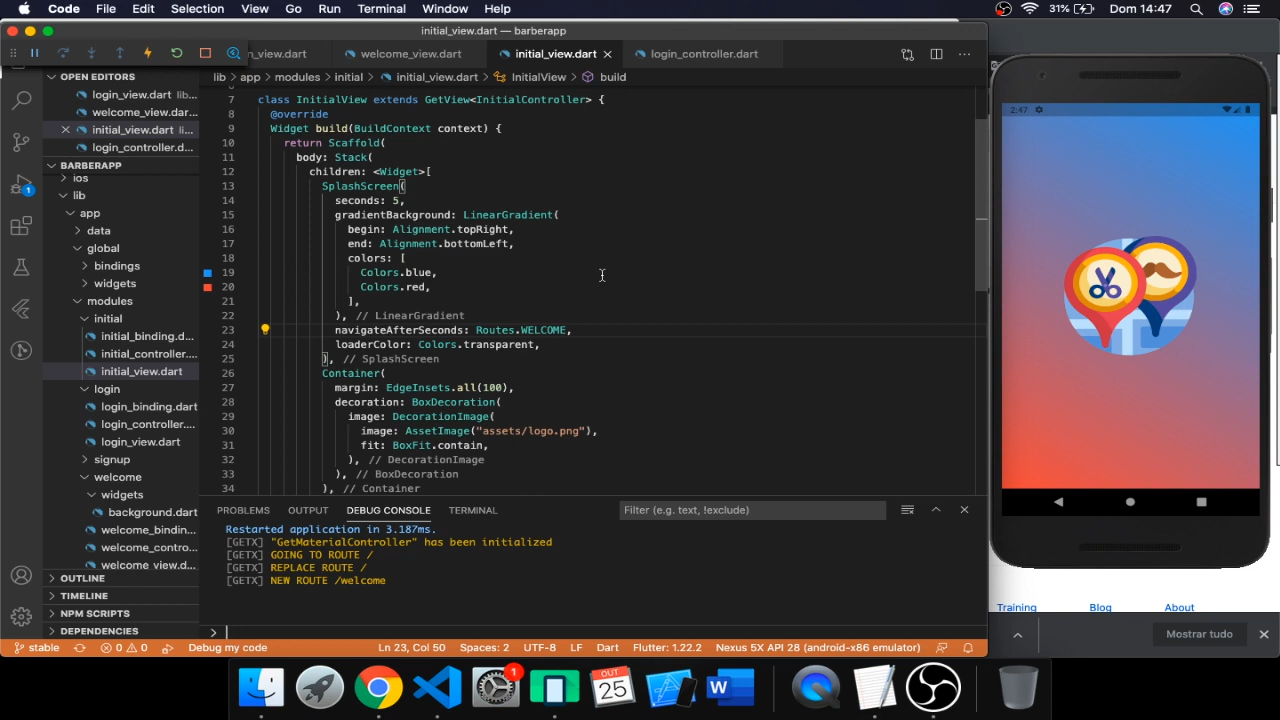 Code File Edit Selection View Go Run Terminal Window Help 31% Dom 14:47
initial_view.dart — barberapp
n_view.dart welcome_view.dart initial_view.dart login_controller.dart
OPEN EDITORS
login_view.dart lib...
welcome_view.dar...
initial_view.dart li...
login_controller.d...
BARBERAPP
ios
lib
app
data
global
bindings
widgets
modules
initial
initial_binding.d...
initial_controller....
initial_view.dart
login
login_binding.dart
login_controller....
login_view.dart
signup
welcome
widgets
background.dart
welcome_bindin...
welcome_contro...
welcome_view.d...
OUTLINE
TIMELINE
NPM SCRIPTS
DEPENDENCIES
lib app modules initial initial_view.dart InitialView build
7 class InitialView extends GetView<InitialController> {
8 @override
9 Widget build(BuildContext context) {
10 return Scaffold(
11 body: Stack(
12 children: <Widget>[
13 SplashScreen(
14 seconds: 5,
15 gradientBackground: LinearGradient(
16 begin: Alignment.topRight,
17 end: Alignment.bottomLeft,
18 colors: [
19 Colors.blue,
20 Colors.red,
21 ],
22 ), // LinearGradient
23 navigateAfterSeconds: Routes.WELCOME,
24 loaderColor: Colors.transparent,
25 ), // SplashScreen
26 Container(
27 margin: EdgeInsets.all(100),
28 decoration: BoxDecoration(
29 image: DecorationImage(
30 image: AssetImage("assets/logo.png"),
31 fit: BoxFit.contain,
32 ), // DecorationImage
33 ), // BoxDecoration
34 ), // Container
PROBLEMS OUTPUT DEBUG CONSOLE TERMINAL Filter (e.g. text, !exclude)
Restarted application in 3.187ms.
[GETX] "GetMaterialController" has been initialized
[GETX] GOING TO ROUTE /
[GETX] REPLACE ROUTE /
[GETX] NEW ROUTE /welcome
stable 0 0 Debug my code Ln 23, Col 50 Spaces: 2 UTF-8 LF Dart Flutter: 1.22.2 Nexus 5X API 28 (android-x86 emulator)
2:47
Training Blog About
Mostrar tudo
1
1
OUT
25
W